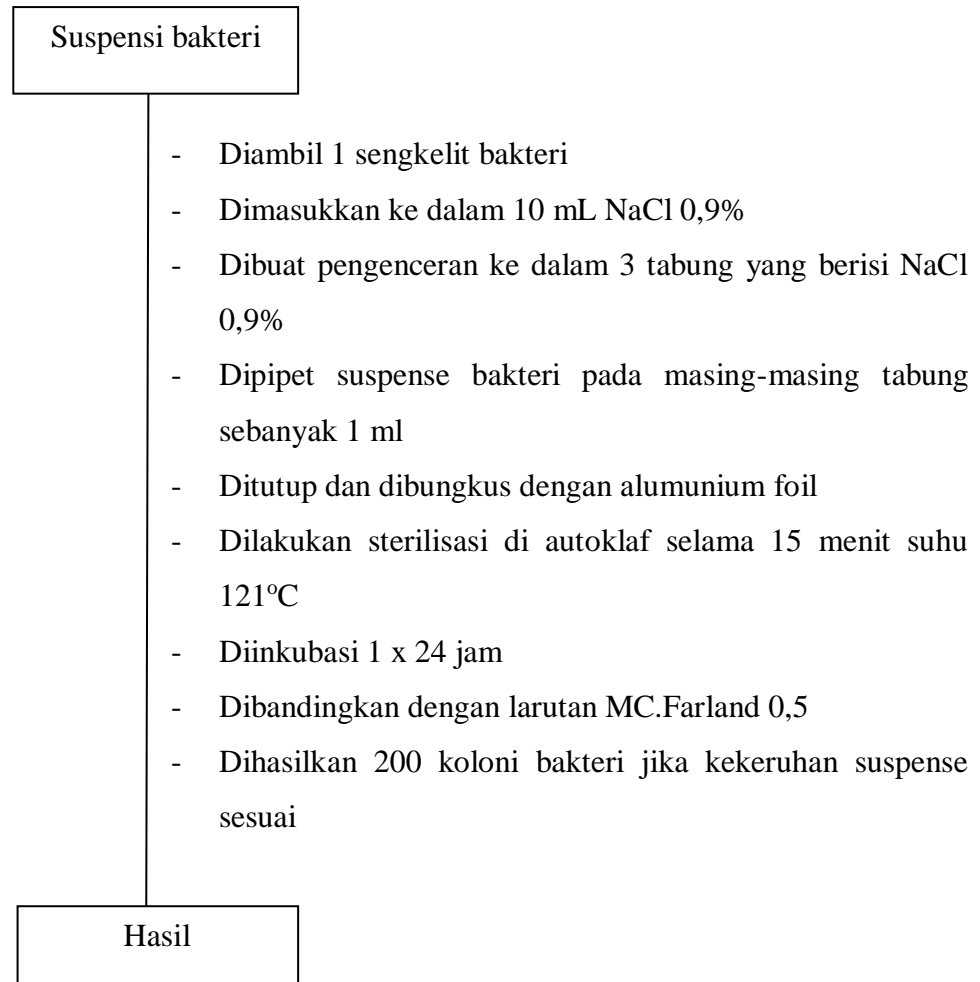 Suspensi bakteri
- Diambil 1 sengkelit bakteri
- Dimasukkan ke dalam 10 mL NaCl 0,9%
- Dibuat pengenceran ke dalam 3 tabung yang berisi NaCl
0,9%
- Dipipet suspense bakteri pada masing-masing tabung
sebanyak 1 ml
- Ditutup dan dibungkus dengan alumunium foil
- Dilakukan sterilisasi di autoklaf selama 15 menit suhu
121°C
- Diinkubasi 1 x 24 jam
- Dibandingkan dengan larutan MC.Farland 0,5
- Dihasilkan 200 koloni bakteri jika kekeruhan suspense
sesuai
Hasil